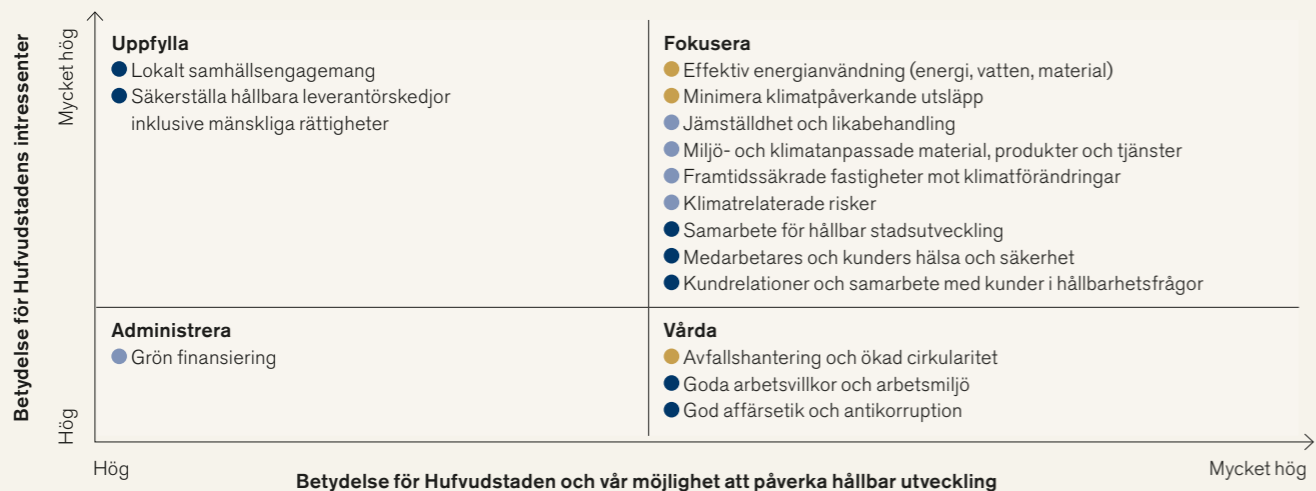 Betydelse för Hufvudstadens intressenter
Mycket hög
Hög
Uppfylla
Lokalt samhällsengagemang
Säkerställa hållbara leverantörskedjor
inklusive mänskliga rättigheter
Fokusera
Effektiv energianvändning (energi, vatten, material)
Minimera klimatpåverkande utsläpp
Jämställdhet och likabehandling
Miljö- och klimatanpassade material, produkter och tjänster
Framtidssäkrade fastigheter mot klimatförändringar
Klimatrelaterade risker
Samarbete för hållbar stadsutveckling
Medarbetares och kunders hälsa och säkerhet
Kundrelationer och samarbete med kunder i hållbarhetsfrågor
Administrera
Grön finansiering
Vårda
Avfallshantering och ökad cirkularitet
Goda arbetsvillkor och arbetsmiljö
God affärsetik och antikorruption
Hög
Mycket hög
Betydelse för Hufvudstaden och vår möjlighet att påverka hållbar utveckling